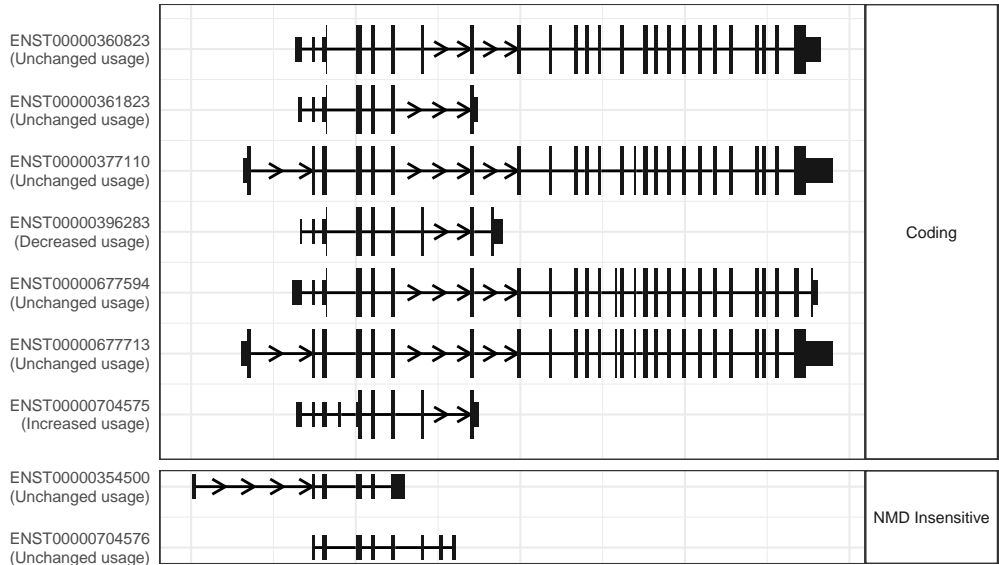 ENST00000360823
(Unchanged usage)
ENST00000361823
(Unchanged usage)
ENST00000377110
(Unchanged usage)
ENST00000396283
(Decreased usage)
ENST00000677594
(Unchanged usage)
ENST00000677713
(Unchanged usage)
ENST00000704575
(Increased usage)
Coding
ENST00000354500
(Unchanged usage)
ENST00000704576
(Unchanged usage)
NMD Insensitive